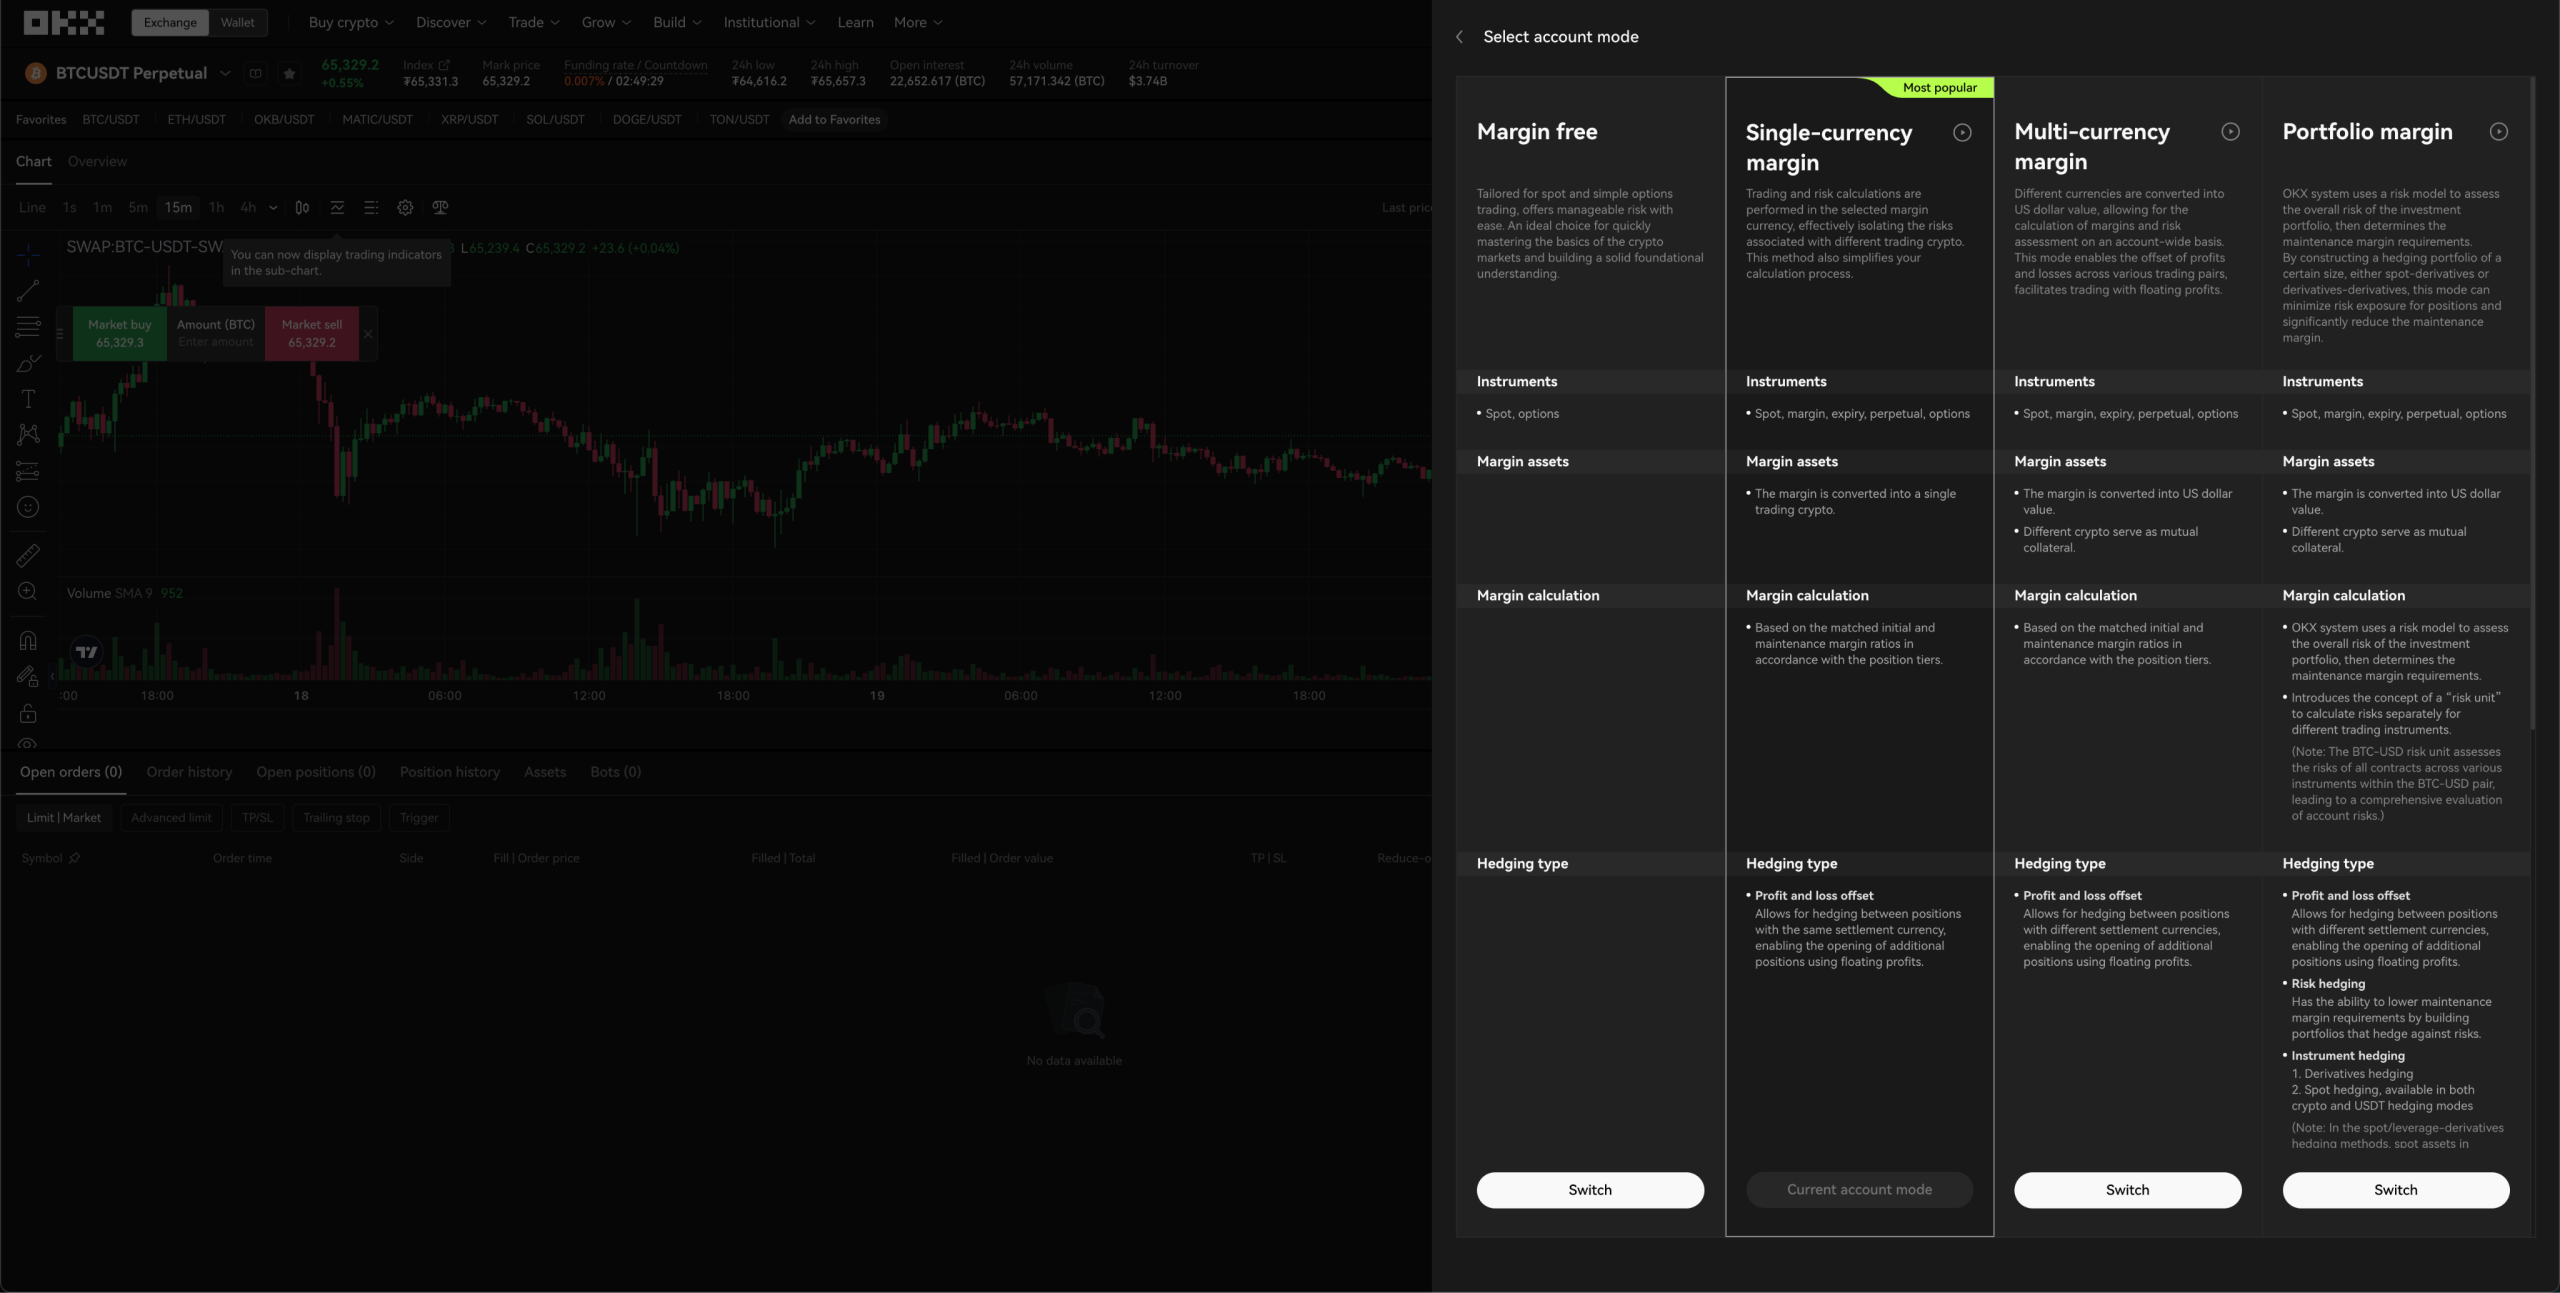 OKX
Exchange
Wallet
Buy crypto
Discover
Trade
Grow
Build
Institutional
Learn
More
BTCUSDT Perpetual
65,329.2
+0.55%
Index
₮65,331.3
Mark price
65,329.2
Funding rate / Countdown
0.007% / 02:49:29
24h low
₮64,616.2
24h high
₮65,657.3
Open interest
22,652.617 (BTC)
24h volume
57,171.342 (BTC)
24h turnover
$3.74B
Favorites
BTC/USDT
ETH/USDT
OKB/USDT
MATIC/USDT
XRP/USDT
SOL/USDT
DOGE/USDT
TON/USDT
Add to Favorites
Chart
Overview
Line
1s
1m
5m
15m
1h
4h
Last price
SWAP:BTC-USDT-SW
L65,239.4 C65,329.2 +23.6 (+0.04%)
You can now display trading indicators
in the sub-chart.
Market buy
65,329.3
Amount (BTC)
Enter amount
Market sell
65,329.2
Volume SMA 9 952
:00
18:00
18
06:00
12:00
18:00
19
06:00
12:00
18:00
Open orders (0)
Order history
Open positions (0)
Position history
Assets
Bots (0)
Limit | Market
Advanced limit
TP/SL
Trailing stop
Trigger
Symbol
Order time
Side
Fill | Order price
Filled | Total
Filled | Order value
TP | SL
Reduce-o
No data available
Select account mode
Margin free
Tailored for spot and simple options
trading, offers manageable risk with
ease. An ideal choice for quickly
mastering the basics of the crypto
markets and building a solid foundational
understanding.
Instruments
• Spot, options
Margin assets
Margin calculation
Hedging type
Switch
Most popular
Single-currency
margin
Trading and risk calculations are
performed in the selected margin
currency, effectively isolating the risks
associated with different trading crypto.
This method also simplifies your
calculation process.
Instruments
• Spot, margin, expiry, perpetual, options
Margin assets
• The margin is converted into a single
trading crypto.
Margin calculation
• Based on the matched initial and
maintenance margin ratios in
accordance with the position tiers.
Hedging type
• Profit and loss offset
Allows for hedging between positions
with the same settlement currency,
enabling the opening of additional
positions using floating profits.
Current account mode
Multi-currency
margin
Different currencies are converted into
US dollar value, allowing for the
calculation of margins and risk
assessment on an account-wide basis.
This mode enables the offset of profits
and losses across various trading pairs,
facilitates trading with floating profits.
Instruments
• Spot, margin, expiry, perpetual, options
Margin assets
• The margin is converted into US dollar
value.
• Different crypto serve as mutual
collateral.
Margin calculation
• Based on the matched initial and
maintenance margin ratios in
accordance with the position tiers.
Hedging type
• Profit and loss offset
Allows for hedging between positions
with different settlement currencies,
enabling the opening of additional
positions using floating profits.
Switch
Portfolio margin
OKX system uses a risk model to assess
the overall risk of the investment
portfolio, then determines the
maintenance margin requirements.
By constructing a hedging portfolio of a
certain size, either spot-derivatives or
derivatives-derivatives, this mode can
minimize risk exposure for positions and
significantly reduce the maintenance
margin.
Instruments
• Spot, margin, expiry, perpetual, options
Margin assets
• The margin is converted into US dollar
value.
• Different crypto serve as mutual
collateral.
Margin calculation
• OKX system uses a risk model to assess
the overall risk of the investment
portfolio, then determines the
maintenance margin requirements.
• Introduces the concept of a “risk unit”
to calculate risks separately for
different trading instruments.
(Note: The BTC-USD risk unit assesses
the risks of all contracts across various
instruments within the BTC-USD pair,
leading to a comprehensive evaluation
of account risks.)
Hedging type
• Profit and loss offset
Allows for hedging between positions
with different settlement currencies,
enabling the opening of additional
positions using floating profits.
• Risk hedging
Has the ability to lower maintenance
margin requirements by building
portfolios that hedge against risks.
• Instrument hedging
1. Derivatives hedging
2. Spot hedging, available in both
crypto and USDT hedging modes
(Note: In the spot/leverage-derivatives
hedging methods, spot assets in
Switch